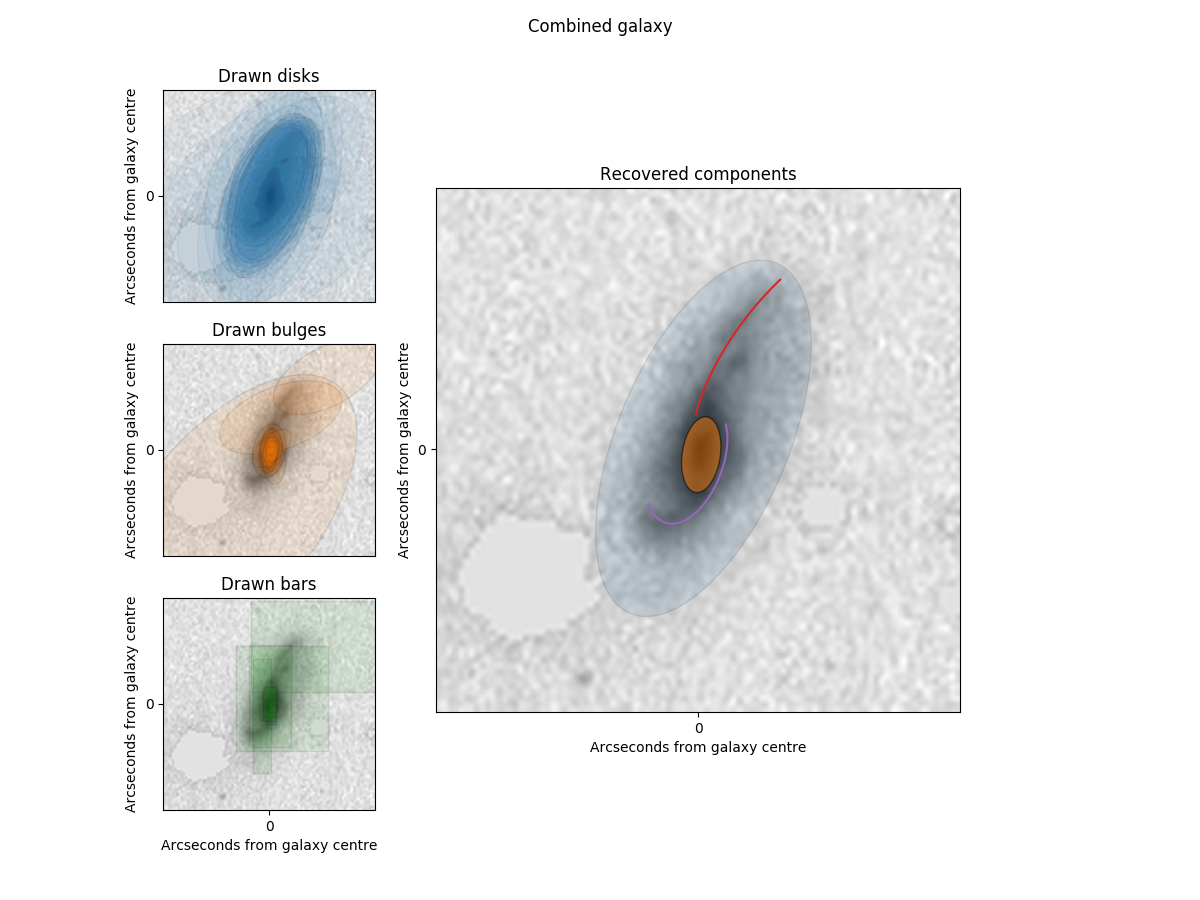 Combined galaxy
Drawn disks
Arcseconds from galaxy centre
0
Drawn bulges
Arcseconds from galaxy centre
0
Drawn bars
Arcseconds from galaxy centre
0
0
Arcseconds from galaxy centre
Recovered components
Arcseconds from galaxy centre
0
0
Arcseconds from galaxy centre